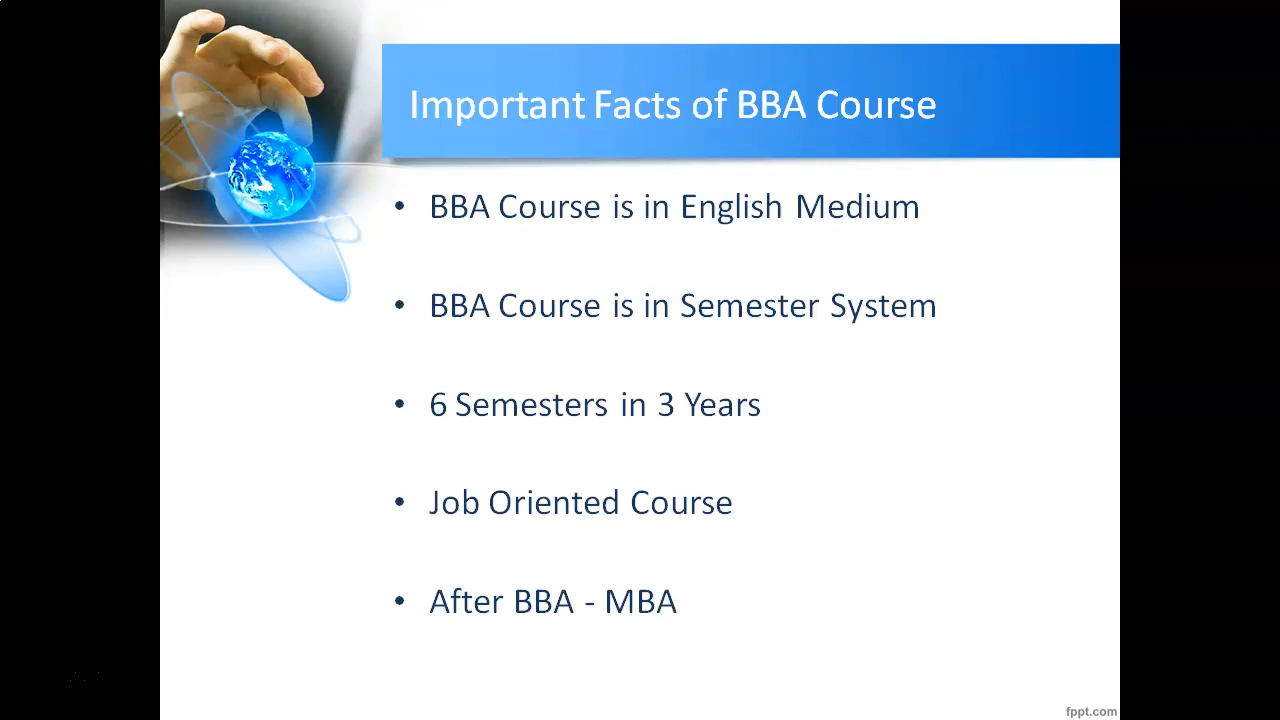 Important Facts of BBA Course
• BBA Course is in English Medium
• BBA Course is in Semester System
• 6 Semesters in 3 Years
• Job Oriented Course
• After BBA - MBA
fppt.com